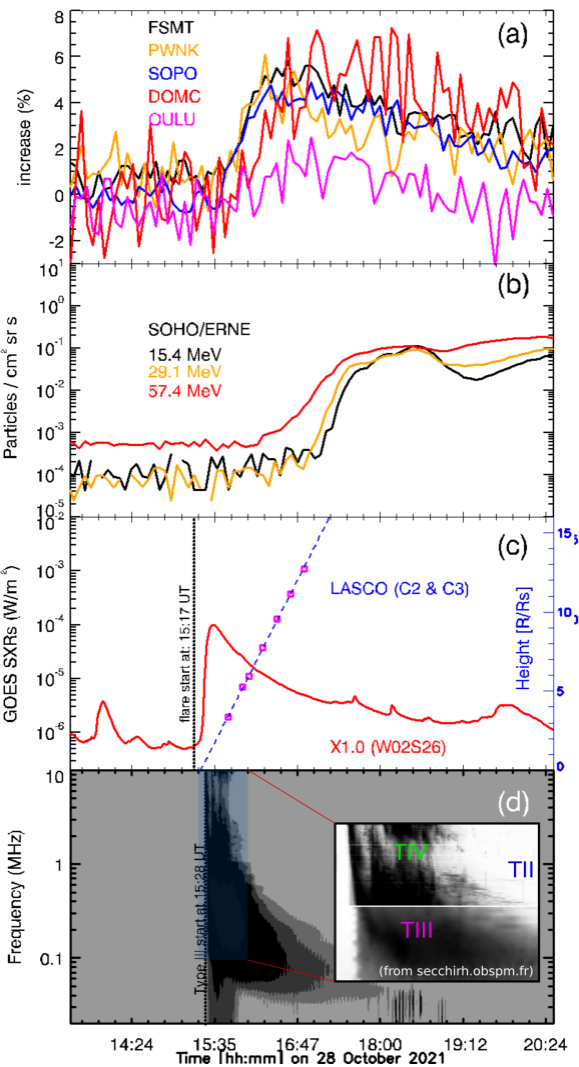 8
6
4
2
0
-2
increase (%)
FSMT
PWNK
SOPO
DOMC
OULU
(a)
10¹
10⁰
10⁻¹
10⁻²
10⁻³
10⁻⁴
10⁻⁵
Particles / cm² sr s
SOHO/ERNE
15.4 MeV
29.1 MeV
57.4 MeV
(b)
10⁻²
10⁻³
10⁻⁴
10⁻⁵
10⁻⁶
GOES SXRs (W/m²)
flare start at: 15:17 UT
(c)
LASCO (C2 & C3)
X1.0 (W02S26)
15
10
5
0
Height [R/Rs]
10
1
0.1
Frequency (MHz)
Type III start at 15:28 UT
(d)
TIV
TII
TIII
(from secchirh.obspm.fr)
14:24 15:35 16:47 18:00 19:12 20:24
Time [hh:mm] on 28 October 2021